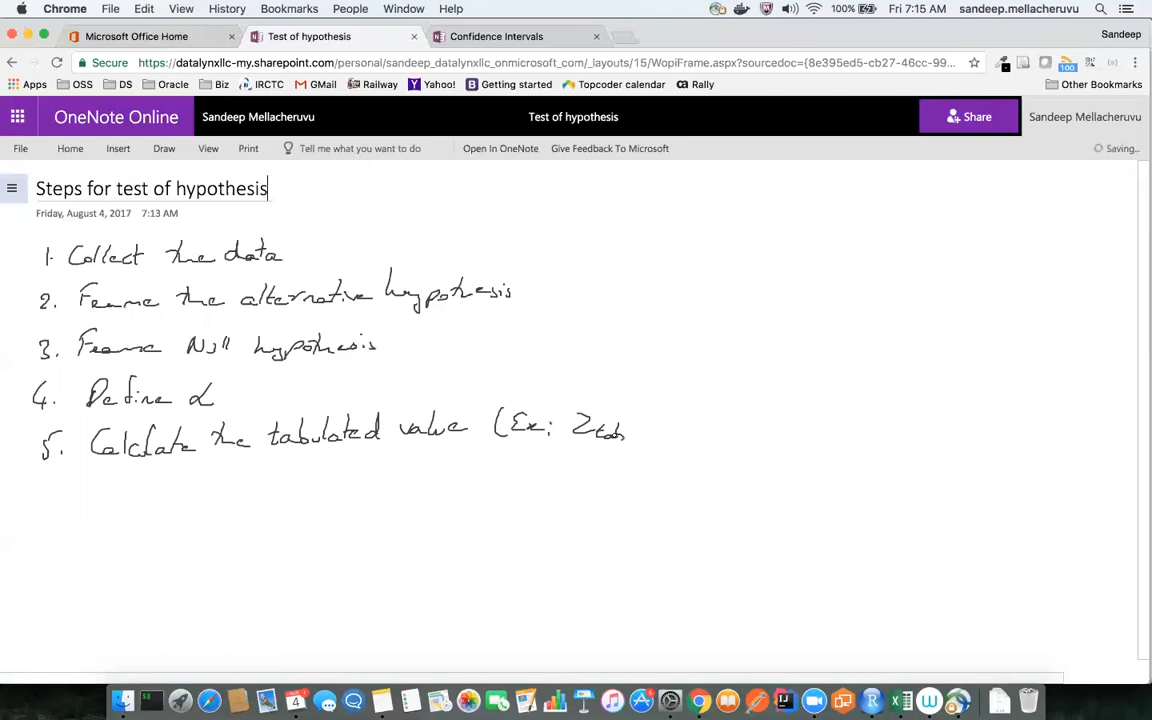 Chrome File Edit View History Bookmarks People Window Help 100% Fri 7:15 AM sandeep.mellacheruvu
Microsoft Office Home × Test of hypothesis × Confidence Intervals × Sandeep
Secure https://datalynxllc-my.sharepoint.com/personal/sandeep_datalynxllc_onmicrosoft_com/_layouts/15/WopiFrame.aspx?sourcedoc={8e395ed5-cb27-46cc-99... 100
Apps OSS DS Oracle Biz IRCTC GMail Railway Yahoo! Getting started Topcoder calendar Rally Other Bookmarks
OneNote Online Sandeep Mellacheruvu Test of hypothesis Share Sandeep Mellacheruvu
File Home Insert Draw View Print Tell me what you want to do Open In OneNote Give Feedback To Microsoft Saving...
Steps for test of hypothesis
Friday, August 4, 2017 7:13 AM
1. Collect the data
2. Frame the alternative hypothesis
3. Frame Null hypothesis
4. Define α
5. Calculate the tabulated value (Ex: Ztab